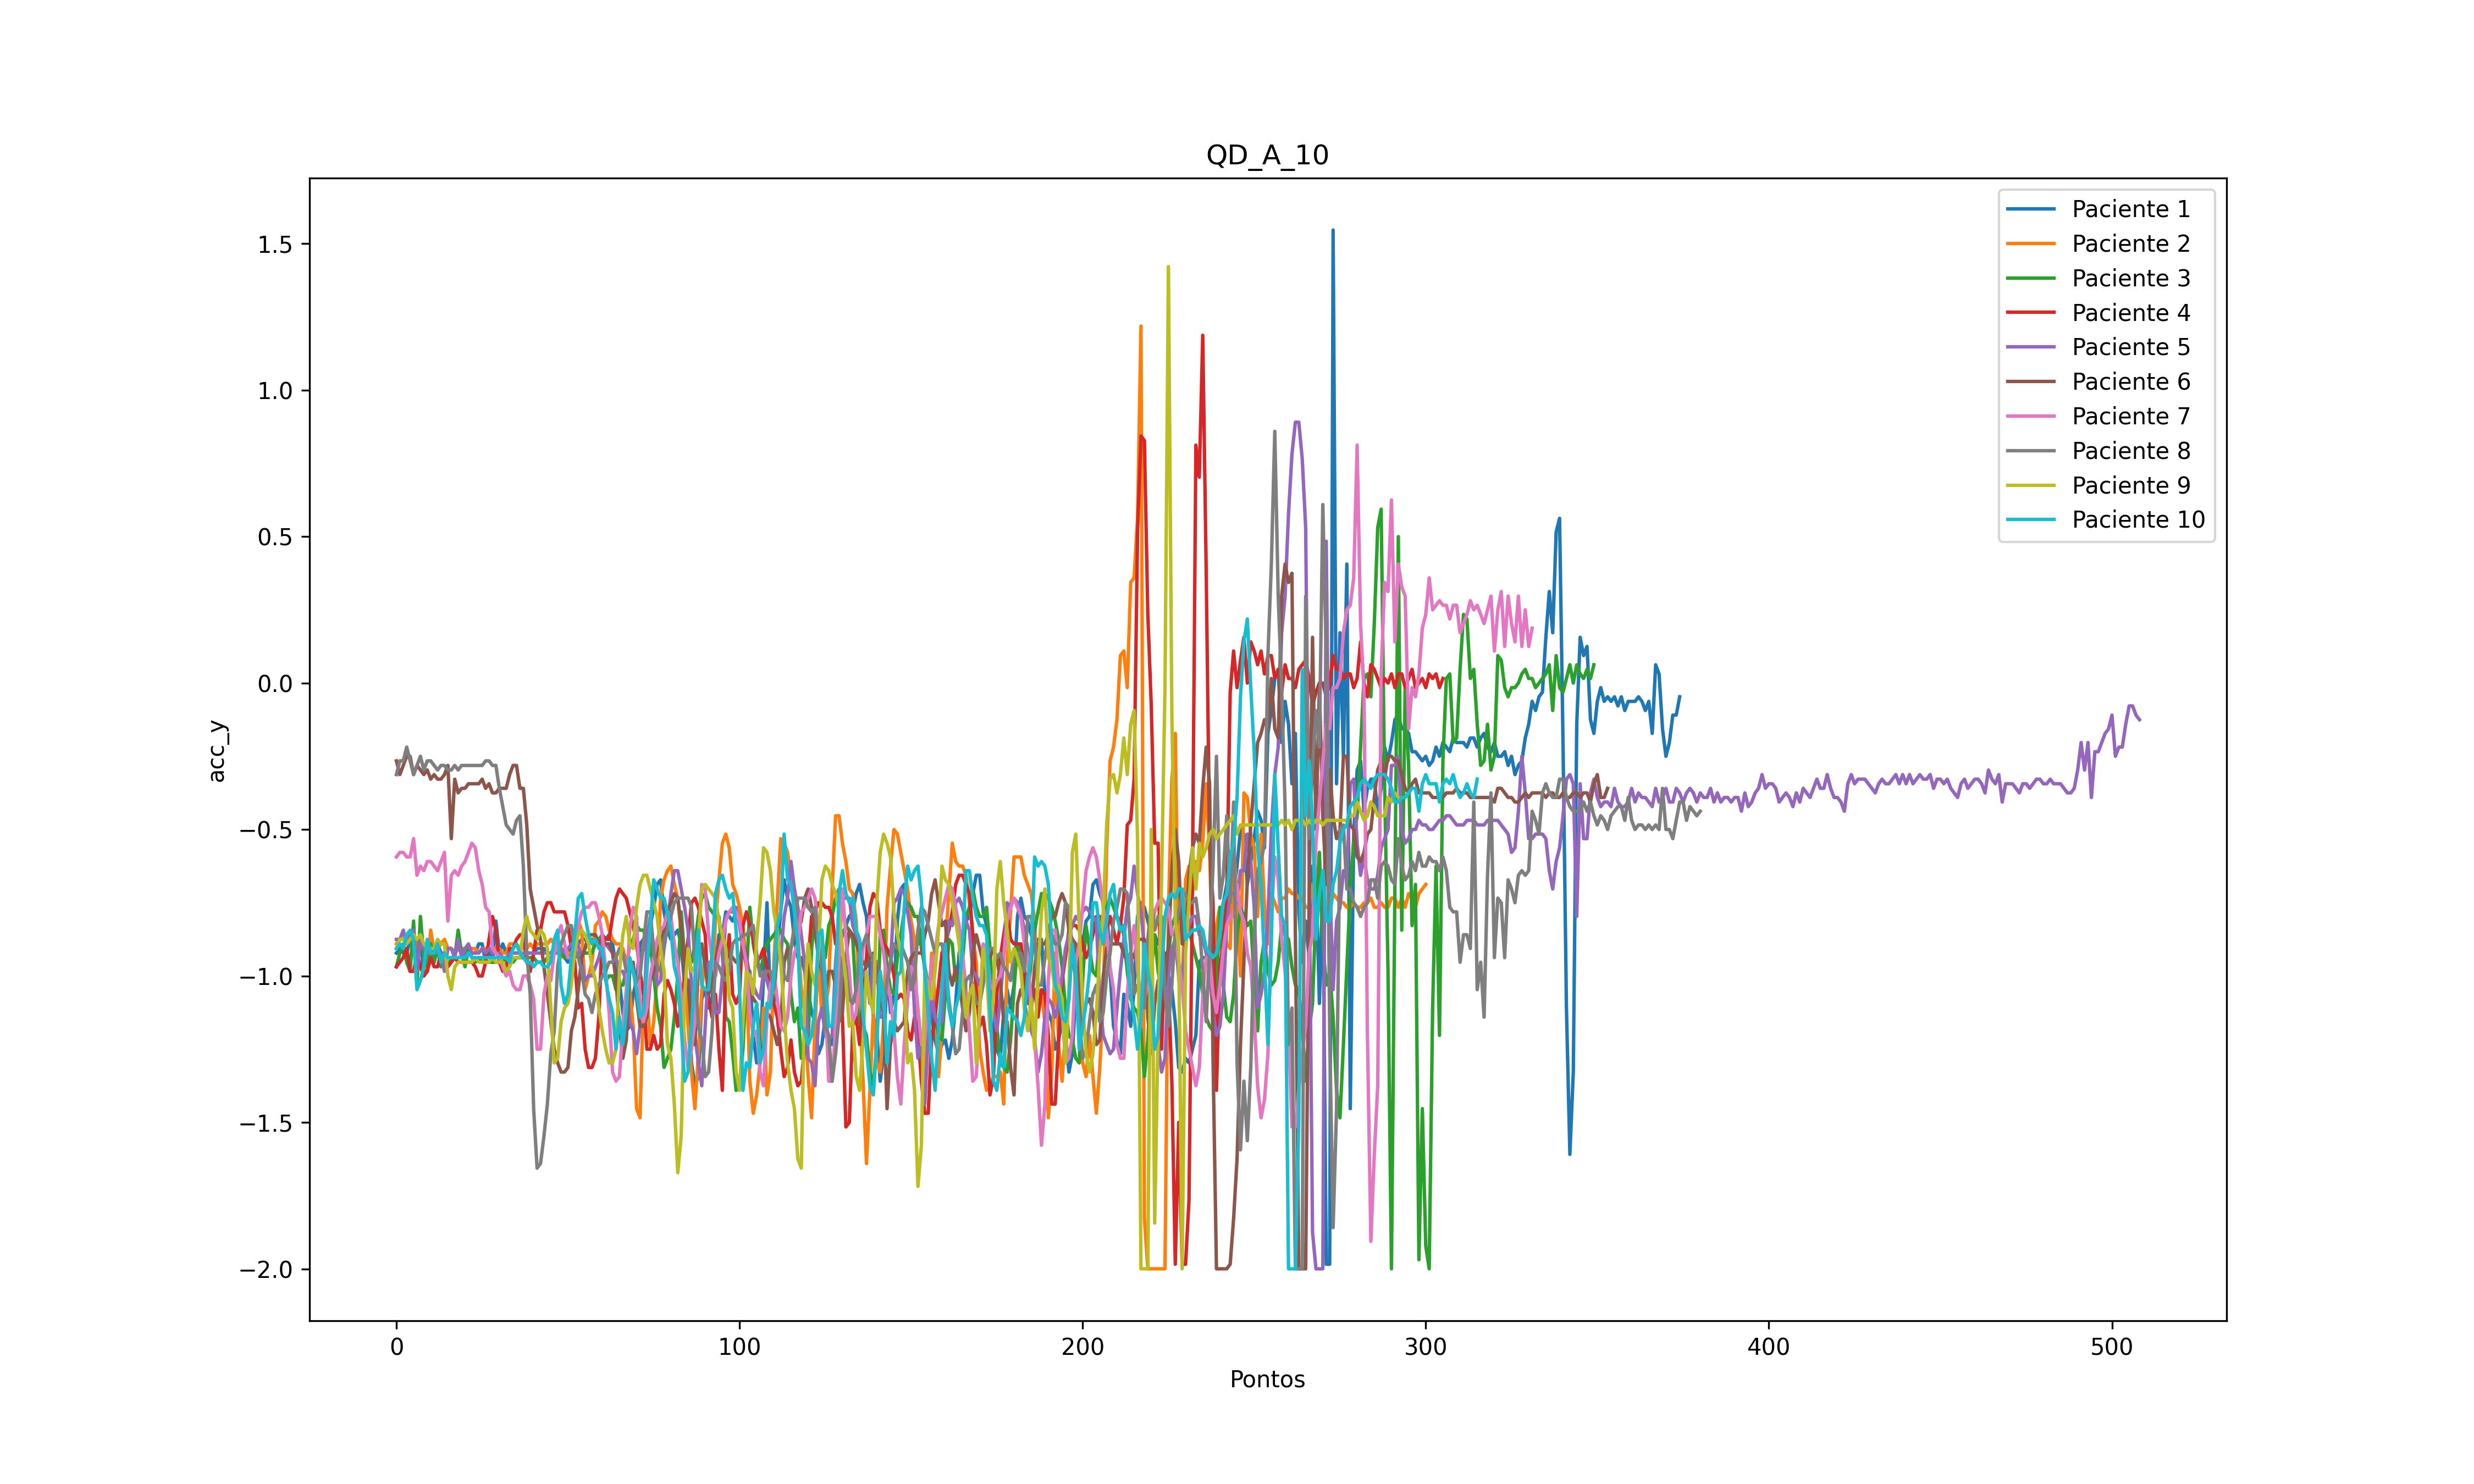 QD_A_10
acc_y
1.5
1.0
0.5
0.0
−0.5
−1.0
−1.5
−2.0
0 100 200 300 400 500
Pontos
Paciente 1
Paciente 2
Paciente 3
Paciente 4
Paciente 5
Paciente 6
Paciente 7
Paciente 8
Paciente 9
Paciente 10